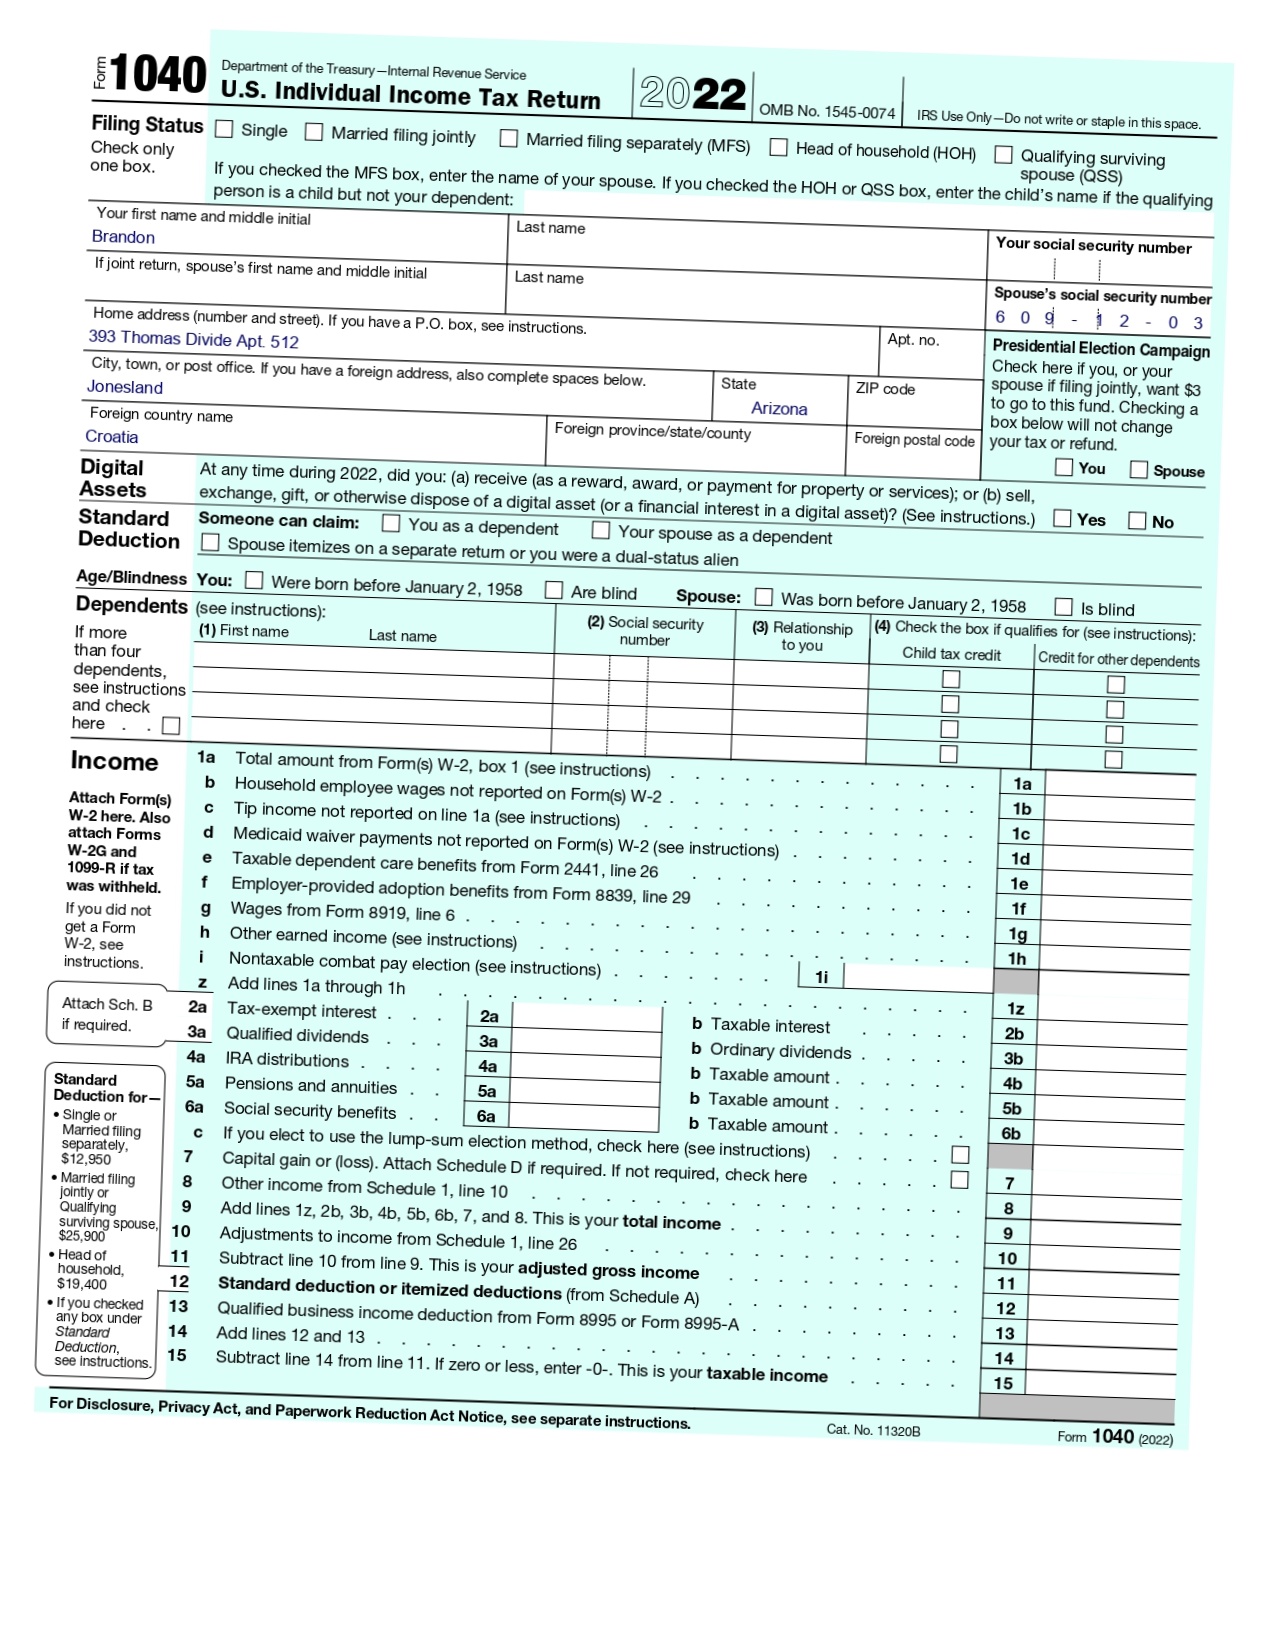 Form 1040 Department of the Treasury—Internal Revenue Service
U.S. Individual Income Tax Return 2022 OMB No. 1545-0074 IRS Use Only—Do not write or staple in this space.
Filing Status
Check only
one box.
Single Married filing jointly Married filing separately (MFS) Head of household (HOH) Qualifying surviving
spouse (QSS)
If you checked the MFS box, enter the name of your spouse. If you checked the HOH or QSS box, enter the child's name if the qualifying
person is a child but not your dependent:
Your first name and middle initial Last name Your social security number
Brandon
If joint return, spouse's first name and middle initial Last name Spouse's social security number
609-12-03
Home address (number and street). If you have a P.O. box, see instructions. Apt. no.
393 Thomas Divide Apt. 512
City, town, or post office. If you have a foreign address, also complete spaces below. State ZIP code
Jonesland Arizona
Foreign country name Foreign province/state/county Foreign postal code
Croatia
Presidential Election Campaign
Check here if you, or your
spouse if filing jointly, want $3
to go to this fund. Checking a
box below will not change
your tax or refund.
You Spouse
Digital
Assets
At any time during 2022, did you: (a) receive (as a reward, award, or payment for property or services); or (b) sell,
exchange, gift, or otherwise dispose of a digital asset (or a financial interest in a digital asset)? (See instructions.) Yes No
Standard
Deduction
Someone can claim: You as a dependent Your spouse as a dependent
Spouse itemizes on a separate return or you were a dual-status alien
Age/Blindness You: Were born before January 2, 1958 Are blind Spouse: Was born before January 2, 1958 Is blind
Dependents (see instructions):
(1) First name Last name
(2) Social security
number
(3) Relationship
to you
(4) Check the box if qualifies for (see instructions):
Child tax credit Credit for other dependents
If more
than four
dependents,
see instructions
and check
here . .
Income
Attach Form(s)
W-2 here. Also
attach Forms
W-2G and
1099-R if tax
was withheld.
If you did not
get a Form
W-2, see
instructions.
1a Total amount from Form(s) W-2, box 1 (see instructions) 1a
b Household employee wages not reported on Form(s) W-2 1b
c Tip income not reported on line 1a (see instructions) 1c
d Medicaid waiver payments not reported on Form(s) W-2 (see instructions) 1d
e Taxable dependent care benefits from Form 2441, line 26 1e
f Employer-provided adoption benefits from Form 8839, line 29 1f
g Wages from Form 8919, line 6 1g
h Other earned income (see instructions) 1h
i Nontaxable combat pay election (see instructions) 1i
z Add lines 1a through 1h 1z
Attach Sch. B
if required.
2a Tax-exempt interest 2a b Taxable interest 2b
3a Qualified dividends 3a b Ordinary dividends 3b
4a IRA distributions 4a b Taxable amount 4b
5a Pensions and annuities 5a b Taxable amount 5b
6a Social security benefits 6a b Taxable amount 6b
c If you elect to use the lump-sum election method, check here (see instructions)
7 Capital gain or (loss). Attach Schedule D if required. If not required, check here 7
8 Other income from Schedule 1, line 10 8
9 Add lines 1z, 2b, 3b, 4b, 5b, 6b, 7, and 8. This is your total income 9
10 Adjustments to income from Schedule 1, line 26 10
11 Subtract line 10 from line 9. This is your adjusted gross income 11
12 Standard deduction or itemized deductions (from Schedule A) 12
13 Qualified business income deduction from Form 8995 or Form 8995-A 13
14 Add lines 12 and 13 14
15 Subtract line 14 from line 11. If zero or less, enter -0-. This is your taxable income 15
Standard
Deduction for—
• Single or
Married filing
separately,
$12,950
• Married filing
jointly or
Qualifying
surviving spouse,
$25,900
• Head of
household,
$19,400
• If you checked
any box under
Standard
Deduction,
see instructions.
For Disclosure, Privacy Act, and Paperwork Reduction Act Notice, see separate instructions. Cat. No. 11320B Form 1040 (2022)